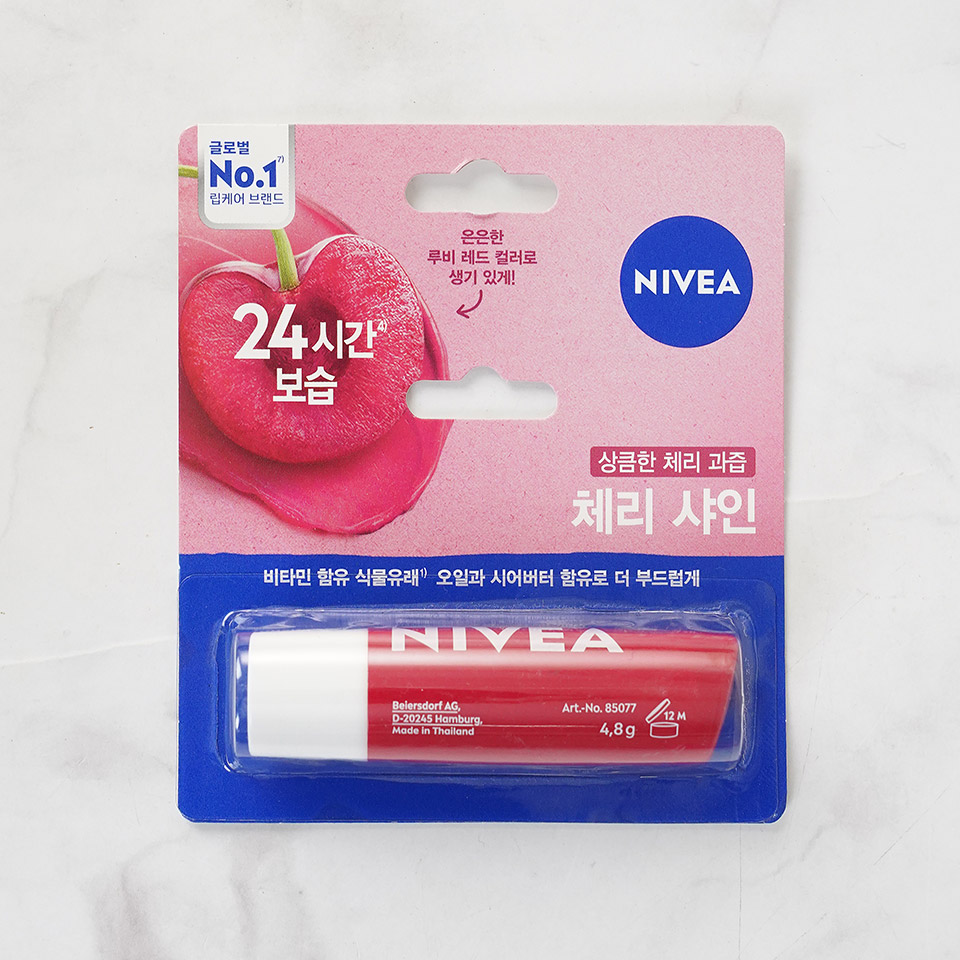 글로벌
No.1⁷⁾
립케어 브랜드
은은한
루비 레드 컬러로
생기 있게!
NIVEA
24시간⁴⁾
보습
상큼한 체리 과즙
체리 샤인
비타민 함유 식물유래¹⁾ 오일과 시어버터 함유로 더 부드럽게
NIVEA
Beiersdorf AG,
D-20245 Hamburg,
Made in Thailand
Art.-No. 85077
4,8 g
12 M